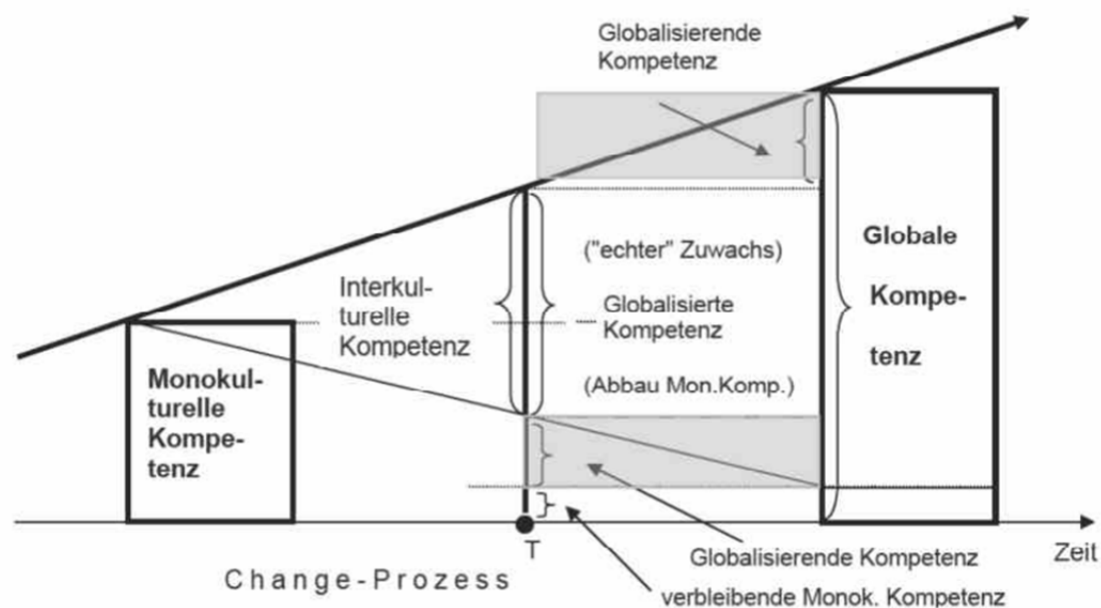 Globalisierende
Kompetenz
("echter" Zuwachs)
Globale
Kompe-
tenz
Interkul-
turelle
Kompetenz
Globalisierte
Kompetenz
Monokul-
turelle
Kompe-
tenz
(Abbau Mon.Komp.)
T
Zeit
Globalisierende Kompetenz
Change-Prozess
verbleibende Monok. Kompetenz